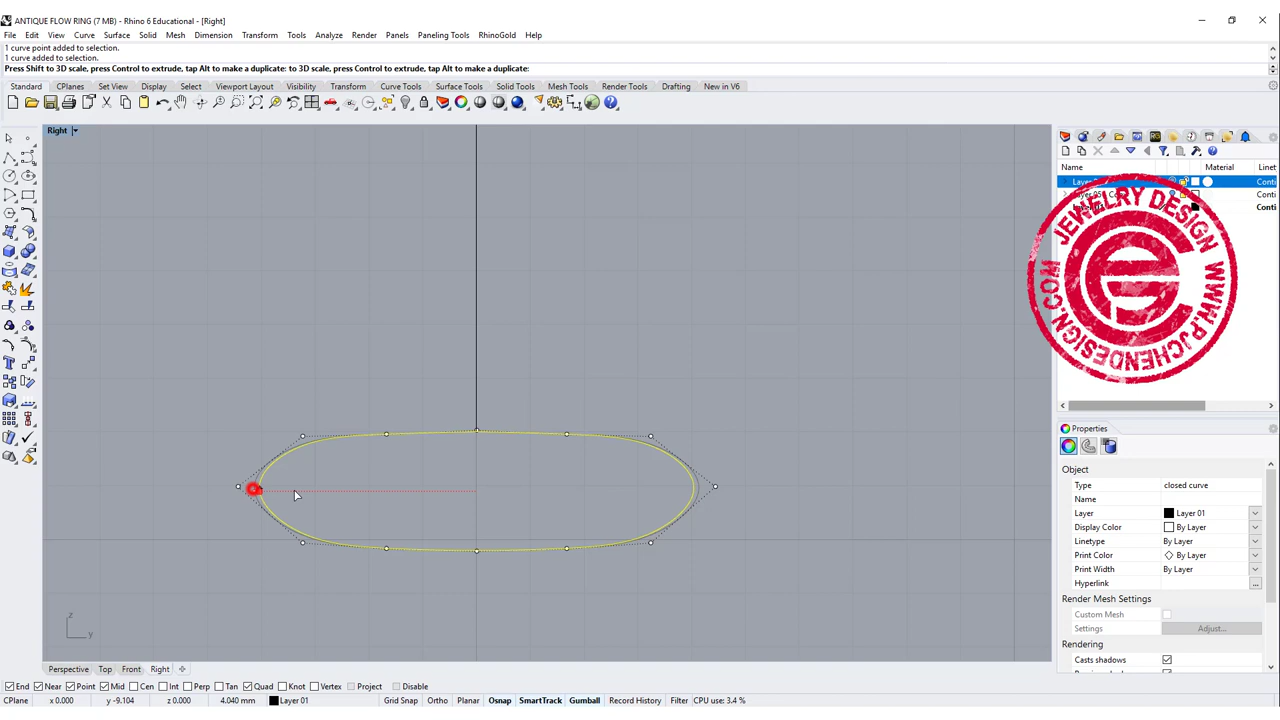 ANTIQUE FLOW RING (7 MB) - Rhino 6 Educational - [Right]
File Edit View Curve Surface Solid Mesh Dimension Transform Tools Analyze Render Panels Paneling Tools RhinoGold Help
1 curve point added to selection.
1 curve added to selection.
Press Shift to 3D scale, press Control to extrude, tap Alt to make a duplicate: to 3D scale, press Control to extrude, tap Alt to make a duplicate:
Standard CPlanes Set View Display Select Viewport Layout Visibility Transform Curve Tools Surface Tools Solid Tools Mesh Tools Render Tools Drafting New in V6
Right
Name Material Linet
Conti
Conti
Conti
JEWELRY DESIGN WWW.PJCHENDESIGN.COM
Properties
Object
Type closed curve
Name
Layer Layer 01
Display Color By Layer
Linetype By Layer
Print Color By Layer
Print Width By Layer
Hyperlink ...
Render Mesh Settings
Custom Mesh
Settings Adjust...
Rendering
Casts shadows
z
y
Perspective Top Front Right
End Near Point Mid Cen Int Perp Tan Quad Knot Vertex Project Disable
CPlane x 0.000 y -9.104 z 0.000 4.040 mm Layer 01 Grid Snap Ortho Planar Osnap SmartTrack Gumball Record History Filter CPU use: 3.4 %